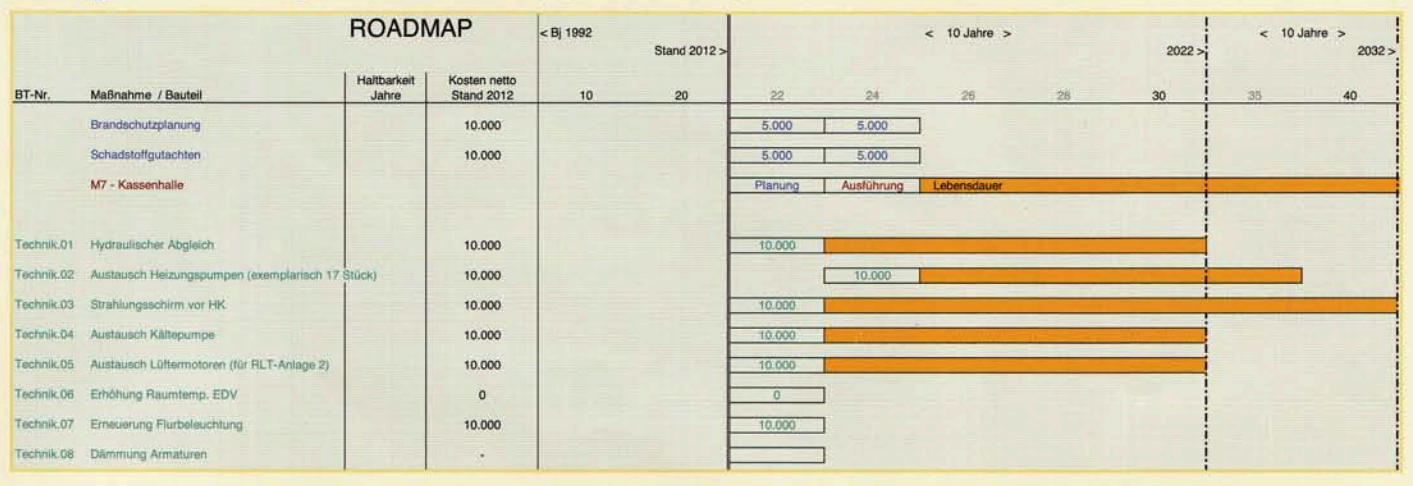 ROADMAP < Bj 1992 < 10 Jahre > < 10 Jahre >
Stand 2012 > 2022 > 2032 >
Haltbarkeit Kosten netto
BT-Nr. Maßnahme / Bauteil Jahre Stand 2012 10 20 22 24 26 28 30 35 40
Brandschutzplanung 10.000 5.000 5.000
Schadstoffgutachten 10.000 5.000 5.000
M7 - Kassenhalle Planung Ausführung Lebensdauer
Technik.01 Hydraulischer Abgleich 10.000 10.000
Technik.02 Austausch Heizungspumpen (exemplarisch 17 Stück) 10.000 10.000
Technik.03 Strahlungsschirm vor HK 10.000 10.000
Technik.04 Austausch Kältepumpe 10.000 10.000
Technik.05 Austausch Lüftermotoren (für RLT-Anlage 2) 10.000 10.000
Technik.06 Erhöhung Raumtemp. EDV 0 0
Technik.07 Erneuerung Flurbeleuchtung 10.000 10.000
Technik.08 Dämmung Armaturen -